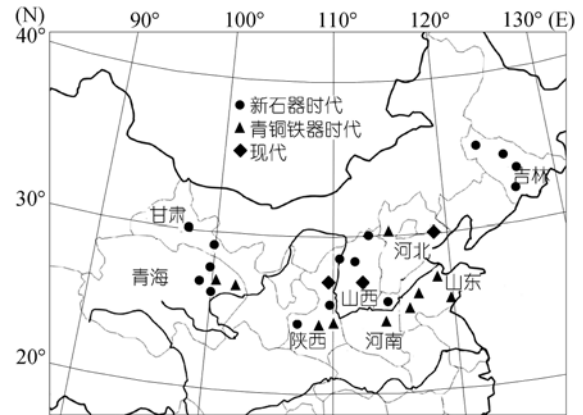 (N)
90°
100°
110°
120°
130° (E)
40°
新石器时代
青铜铁器时代
现代
吉林
30°
甘肃
河北
青海
山西
山东
陕西
河南
20°